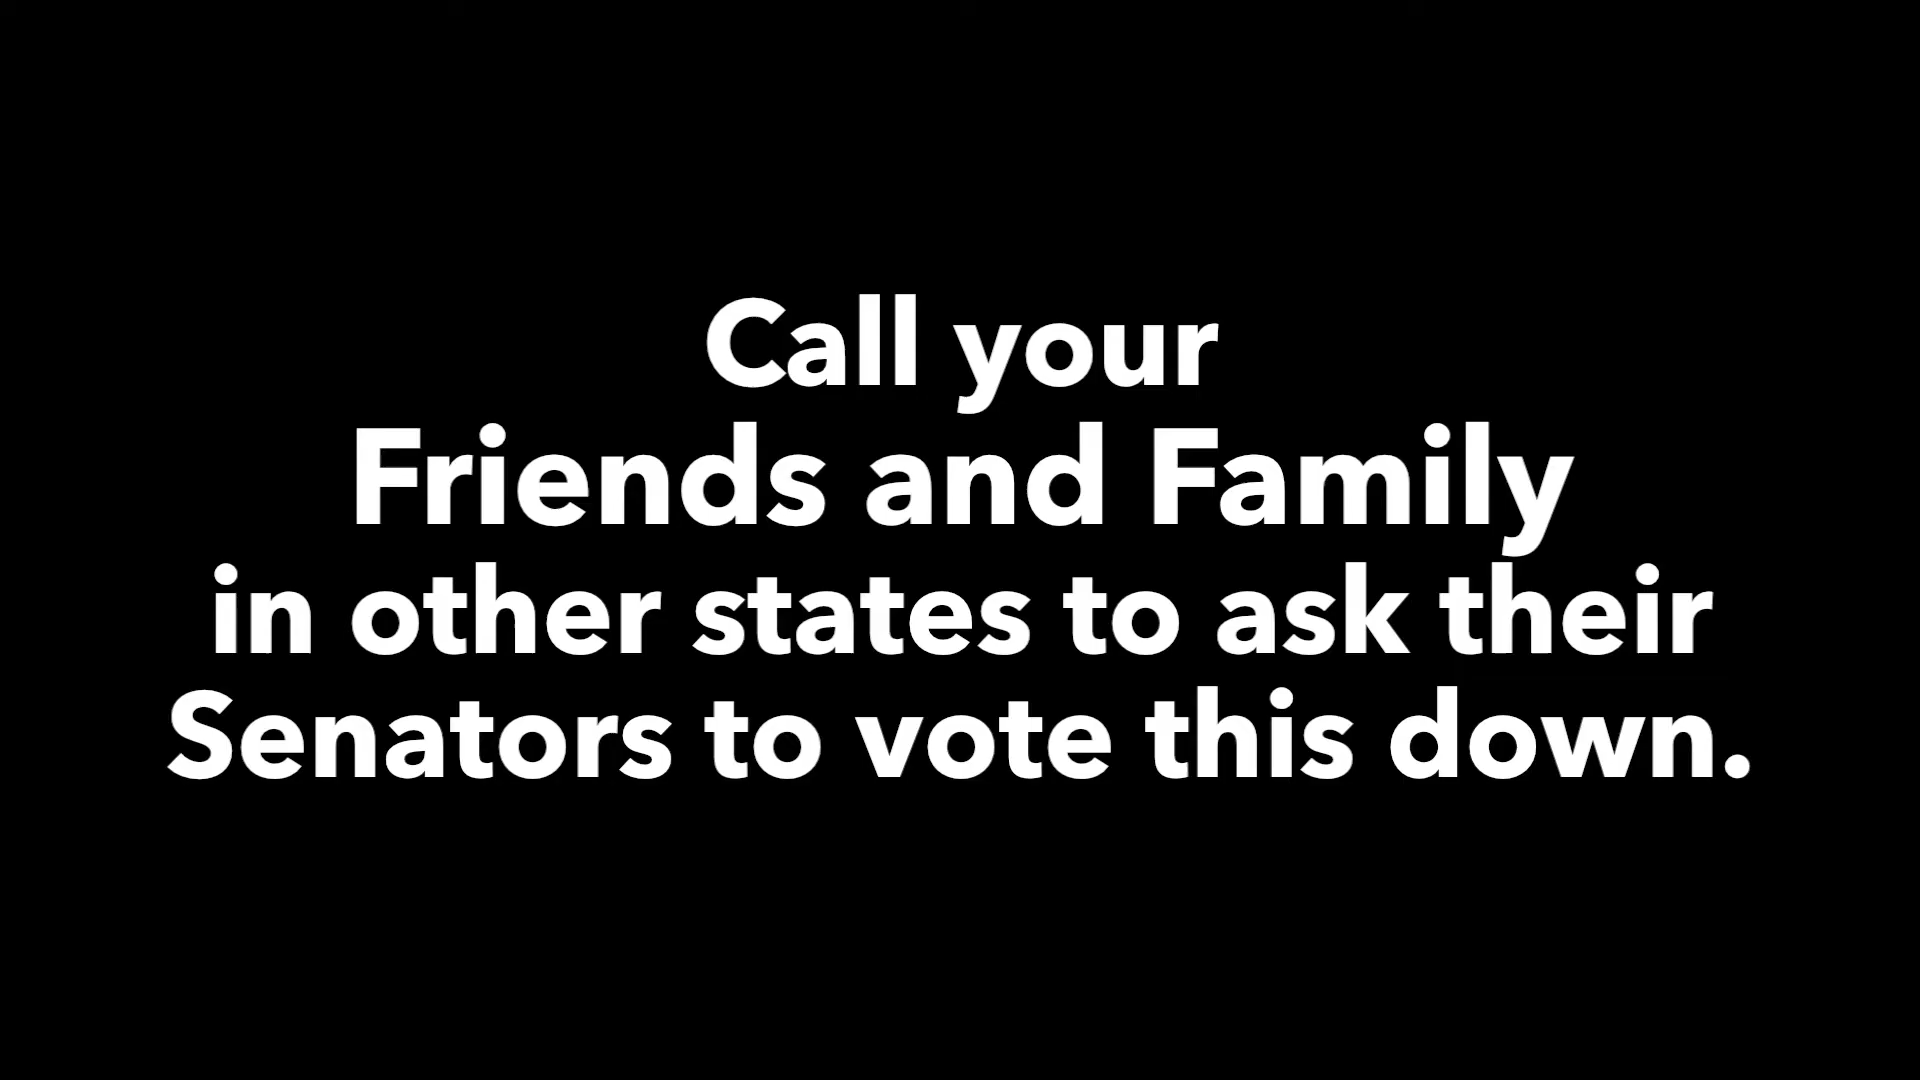 Call your
Friends and Family
in other states to ask their
Senators to vote this down.